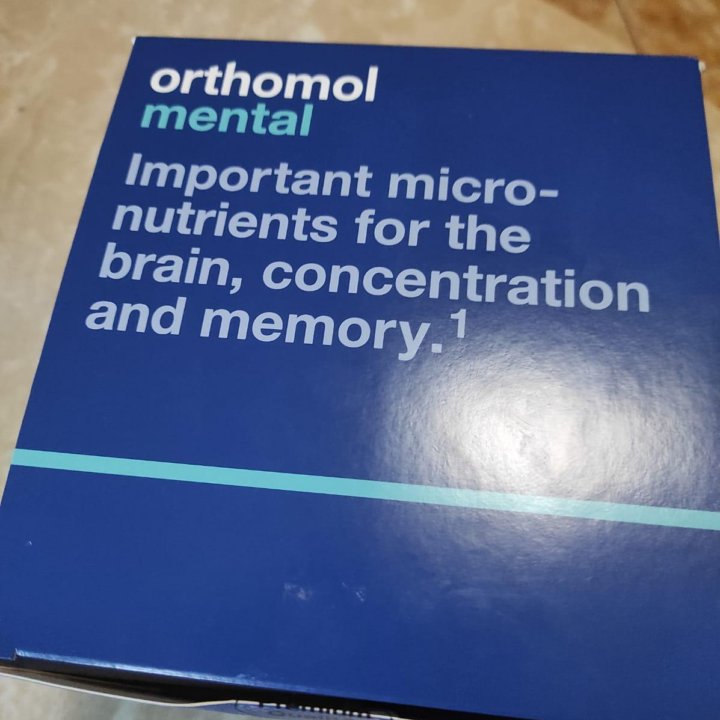 orthomol
mental
Important micro-
nutrients for the
brain, concentration
and memory.¹